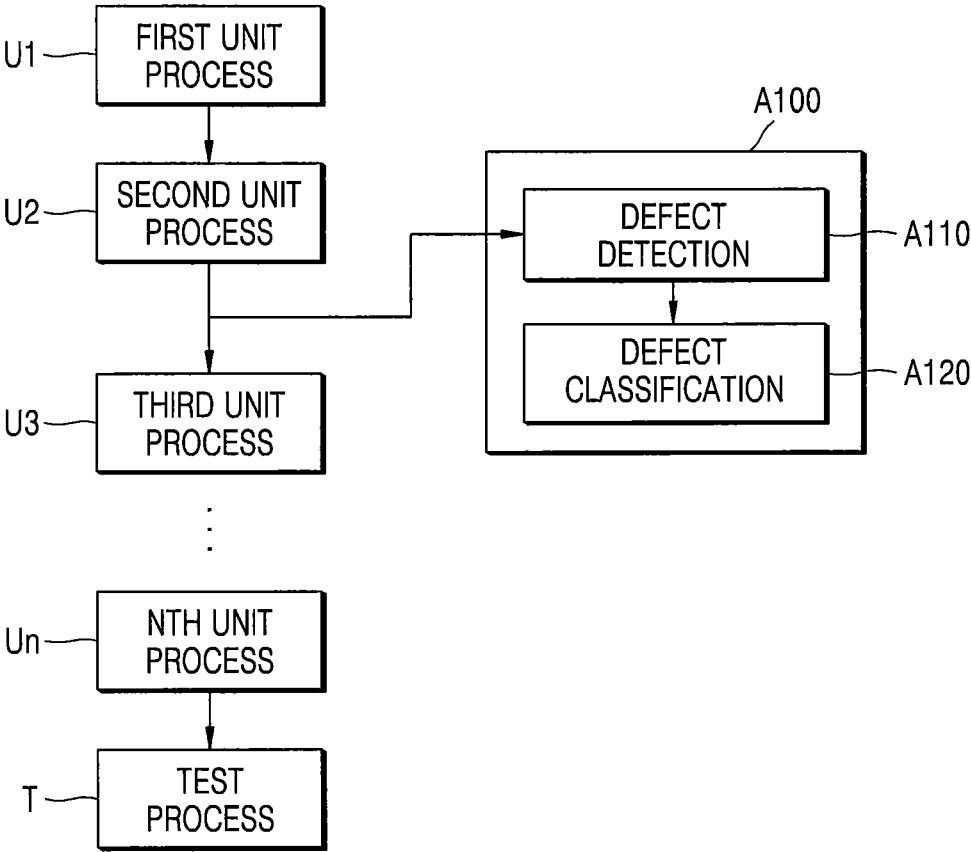 U1
FIRST UNIT
PROCESS
A100
U2
SECOND UNIT
PROCESS
DEFECT
DETECTION
A110
DEFECT
CLASSIFICATION
A120
U3
THIRD UNIT
PROCESS
Un
NTH UNIT
PROCESS
T
TEST
PROCESS